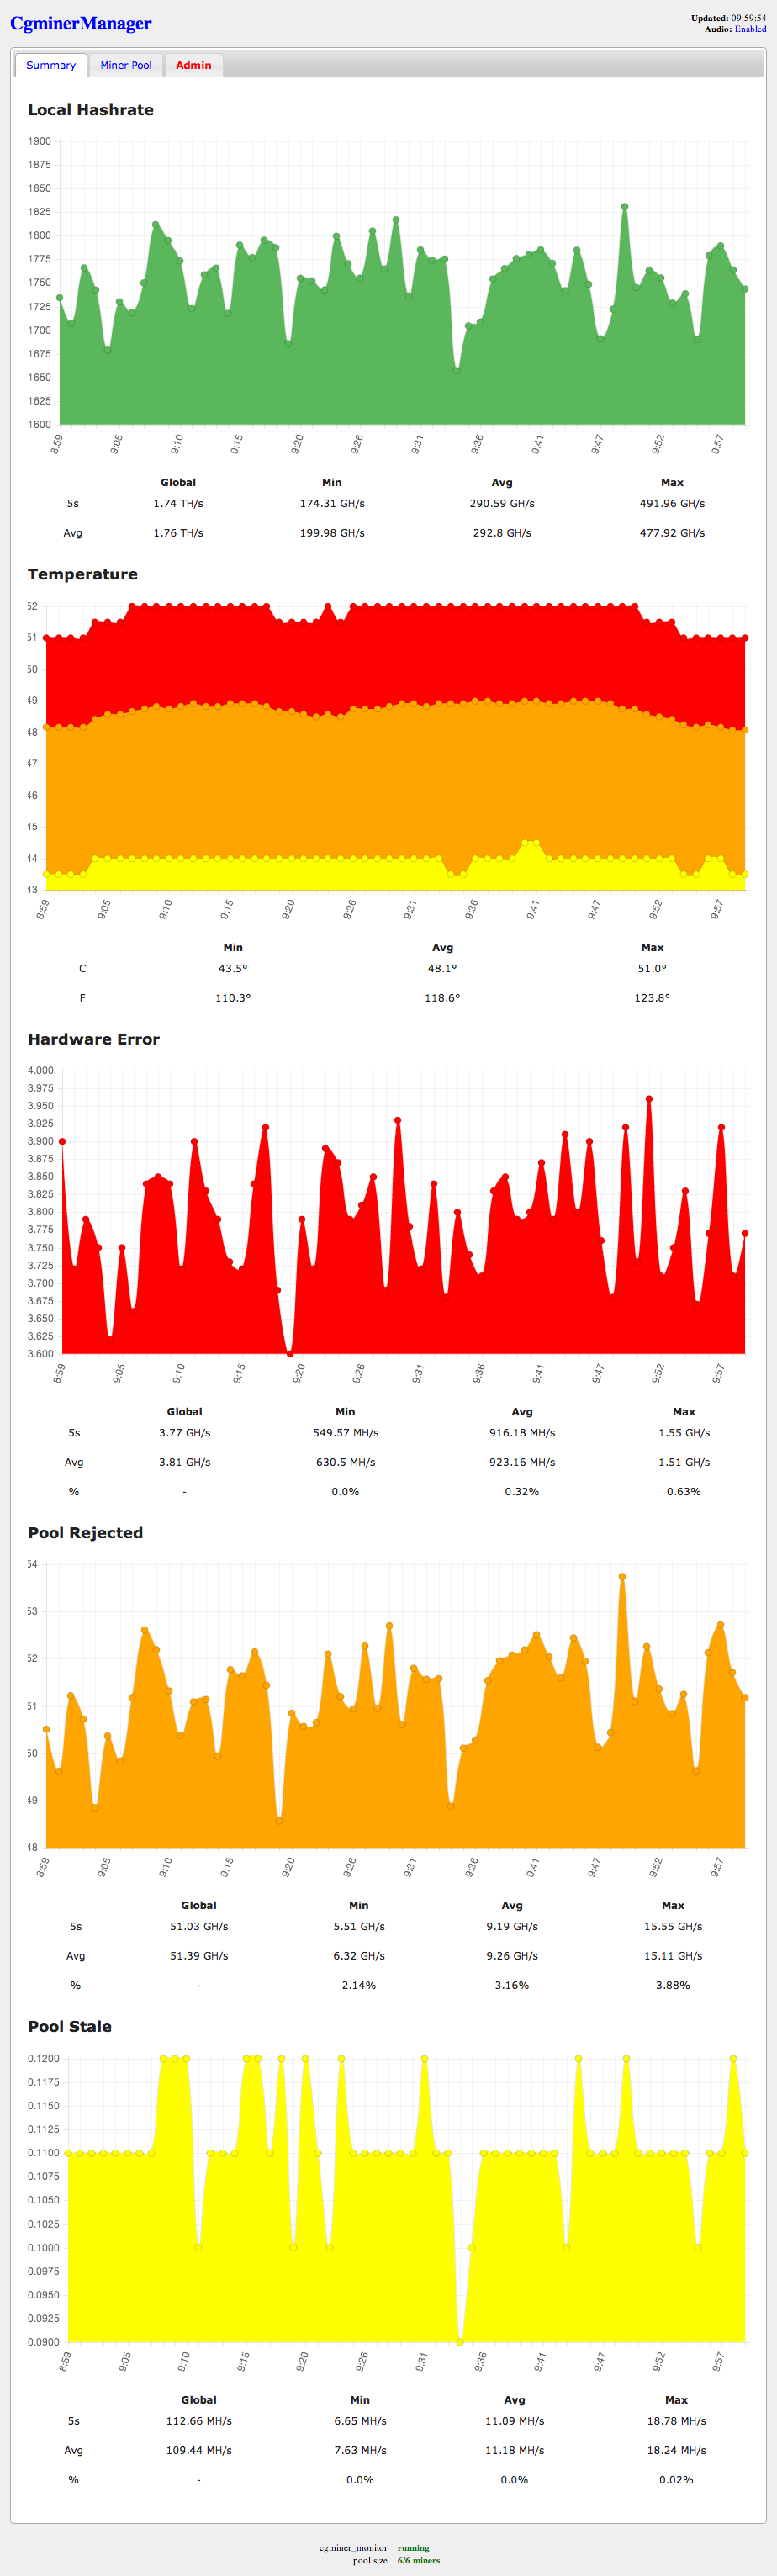 CgminerManager
Updated: 09:59:54
Audio: Enabled
Summary Miner Pool Admin
Local Hashrate
1900
1875
1850
1825
1800
1775
1750
1725
1700
1675
1650
1625
1600
8:59 9:05 9:10 9:15 9:20 9:26 9:31 9:36 9:41 9:47 9:52 9:57
Global Min Avg Max
5s 1.74 TH/s 174.31 GH/s 290.59 GH/s 491.96 GH/s
Avg 1.76 TH/s 199.98 GH/s 292.8 GH/s 477.92 GH/s
Temperature
52
51
50
49
48
47
46
45
44
43
8:59 9:05 9:10 9:15 9:20 9:26 9:31 9:36 9:41 9:47 9:52 9:57
Min Avg Max
C 43.5° 48.1° 51.0°
F 110.3° 118.6° 123.8°
Hardware Error
4.000
3.975
3.950
3.925
3.900
3.875
3.850
3.825
3.800
3.775
3.750
3.725
3.700
3.675
3.650
3.625
3.600
8:59 9:05 9:10 9:15 9:20 9:26 9:31 9:36 9:41 9:47 9:52 9:57
Global Min Avg Max
5s 3.77 GH/s 549.57 MH/s 916.18 MH/s 1.55 GH/s
Avg 3.81 GH/s 630.5 MH/s 923.16 MH/s 1.51 GH/s
% - 0.0% 0.32% 0.63%
Pool Rejected
54
53
52
51
50
49
48
8:59 9:05 9:10 9:15 9:20 9:26 9:31 9:36 9:41 9:47 9:52 9:57
Global Min Avg Max
5s 51.03 GH/s 5.51 GH/s 9.19 GH/s 15.55 GH/s
Avg 51.39 GH/s 6.32 GH/s 9.26 GH/s 15.11 GH/s
% - 2.14% 3.16% 3.88%
Pool Stale
0.1200
0.1175
0.1150
0.1125
0.1100
0.1075
0.1050
0.1025
0.1000
0.0975
0.0950
0.0925
0.0900
8:59 9:05 9:10 9:15 9:20 9:26 9:31 9:36 9:41 9:47 9:52 9:57
Global Min Avg Max
5s 112.66 MH/s 6.65 MH/s 11.09 MH/s 18.78 MH/s
Avg 109.44 MH/s 7.63 MH/s 11.18 MH/s 18.24 MH/s
% - 0.0% 0.0% 0.02%
cgminer_monitor running
pool size 6/6 miners